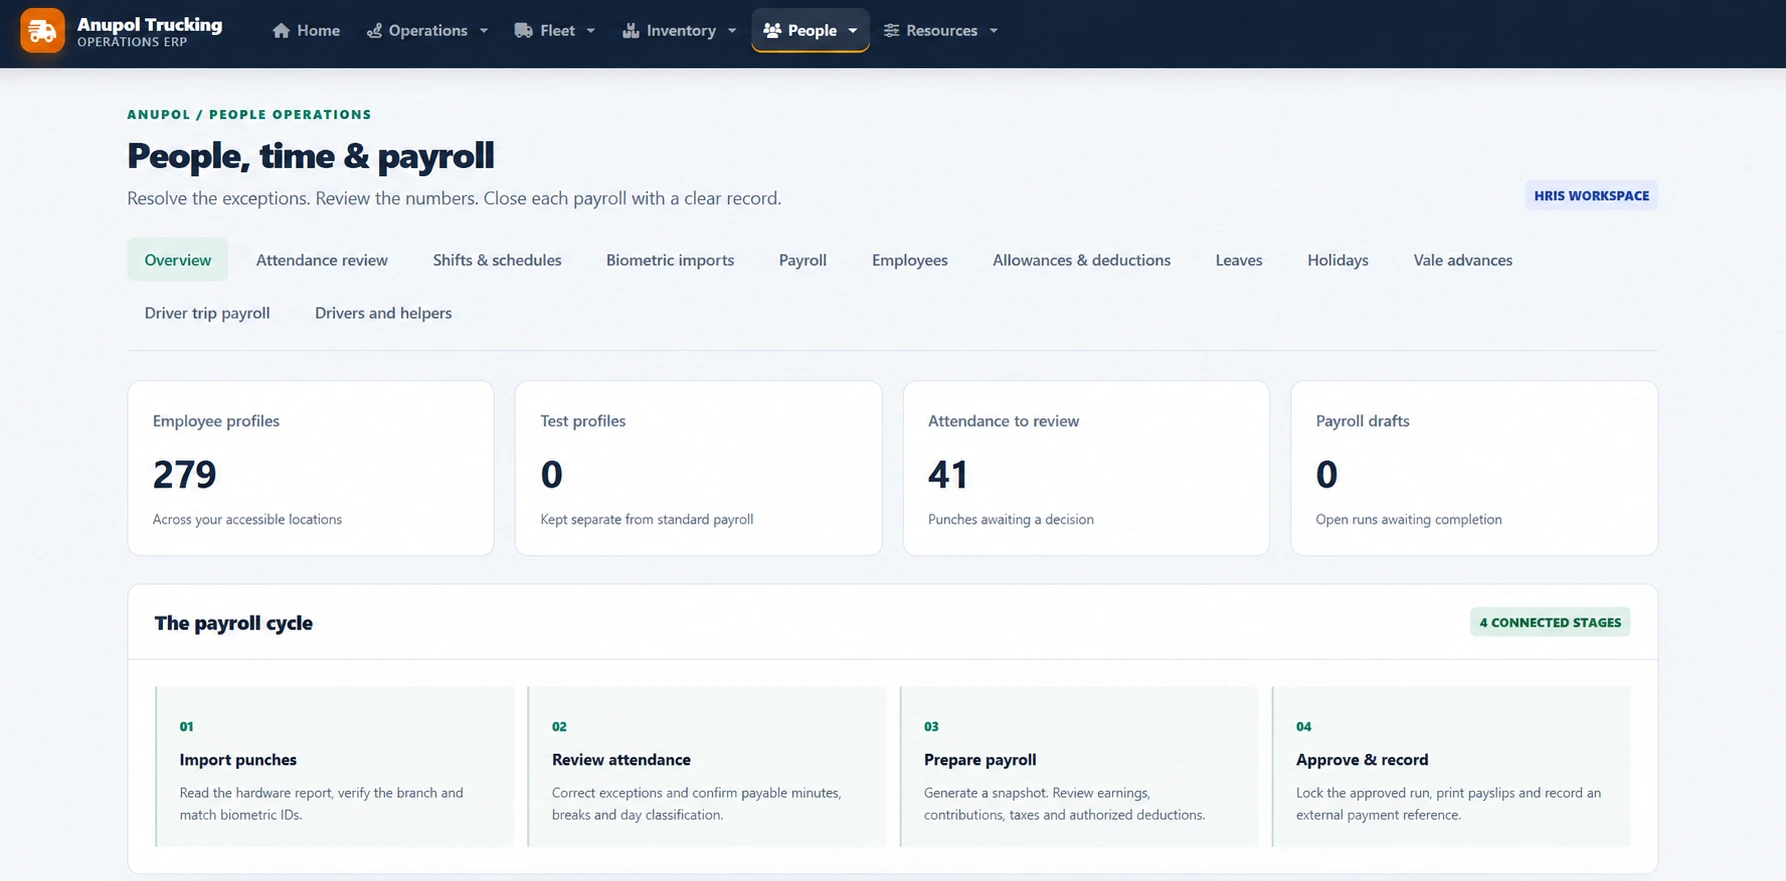 Anupol Trucking
OPERATIONS ERP
Home
Operations
Fleet
Inventory
People
Resources
ANUPOL / PEOPLE OPERATIONS
People, time & payroll
Resolve the exceptions. Review the numbers. Close each payroll with a clear record.
HRIS WORKSPACE
Overview
Attendance review
Shifts & schedules
Biometric imports
Payroll
Employees
Allowances & deductions
Leaves
Holidays
Vale advances
Driver trip payroll
Drivers and helpers
Employee profiles
279
Across your accessible locations
Test profiles
0
Kept separate from standard payroll
Attendance to review
41
Punches awaiting a decision
Payroll drafts
0
Open runs awaiting completion
The payroll cycle
4 CONNECTED STAGES
01
Import punches
Read the hardware report, verify the branch and
match biometric IDs.
02
Review attendance
Correct exceptions and confirm payable minutes,
breaks and day classification.
03
Prepare payroll
Generate a snapshot. Review earnings,
contributions, taxes and authorized deductions.
04
Approve & record
Lock the approved run, print payslips and record an
external payment reference.